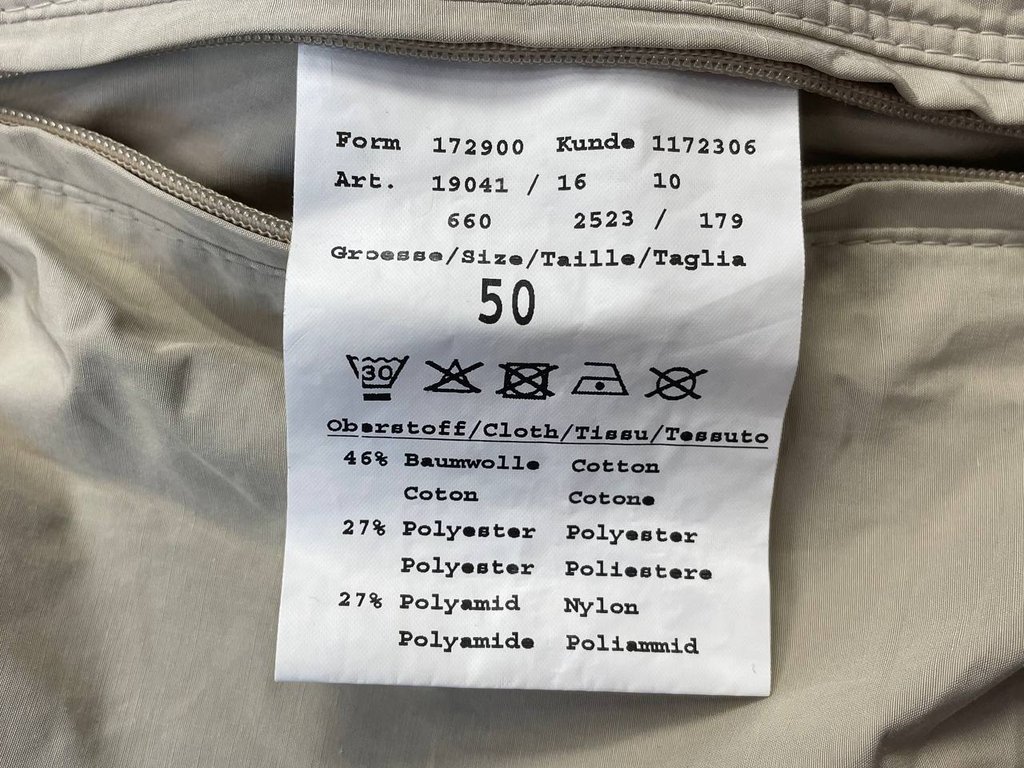 Form 172900 Kunde 1172306
Art. 19041 / 16 10
660 2523 / 179
Groesse/Size/Taille/Taglia
50
30
Oberstoff/Cloth/Tissu/Tessuto
46% Baumwolle Cotton
Coton Cotone
27% Polyester Polyester
Polyester Poliestere
27% Polyamid Nylon
Polyamide Poliammid